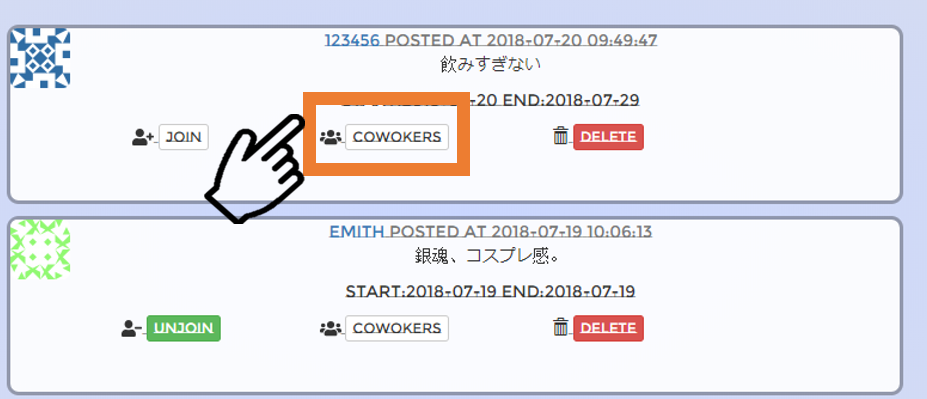 123456 POSTED AT 2018-07-20 09:49:47
飲みすぎない
-20 END:2018-07-29
JOIN COWOKERS DELETE
EMITH POSTED AT 2018-07-19 10:06:13
銀魂、コスプレ感。
START:2018-07-19 END:2018-07-19
UNJOIN COWOKERS DELETE